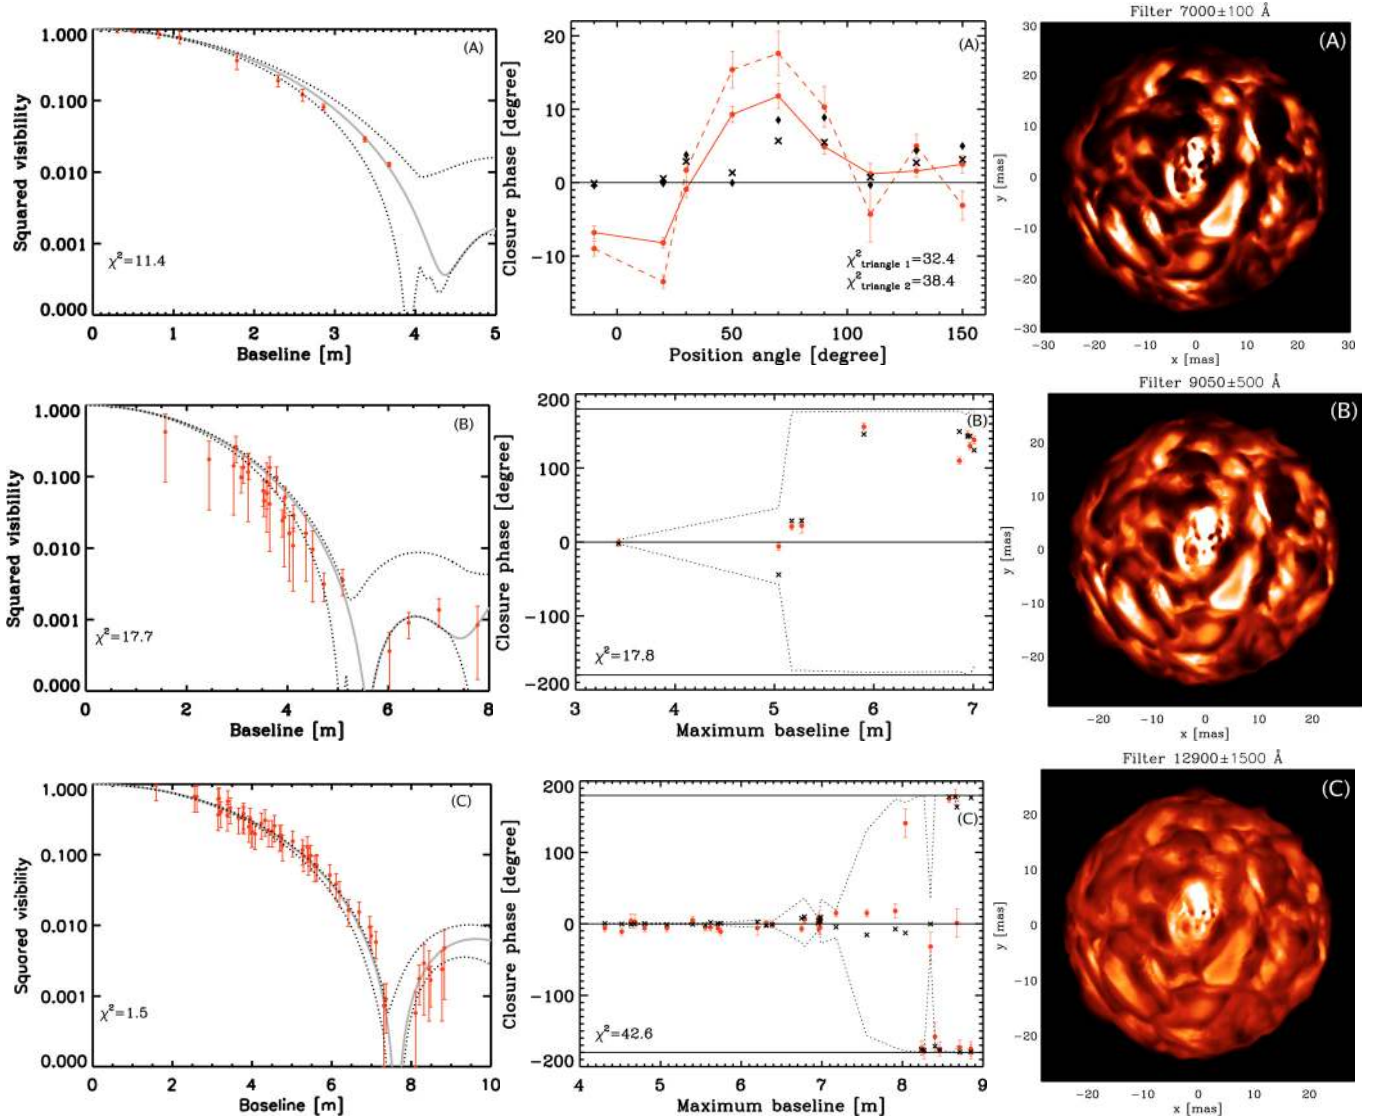 1.000
0.100
0.010
0.001
0.000
0 1 2 3 4 5
Squared visibility
Baseline [m]
(A)
χ²=11.4
20
10
0
-10
0 50 100 150
Closure phase [degree]
Position angle [degree]
(A)
χ² triangle 1=32.4
χ² triangle 2=38.4
Filter 7000±100 Å
(A)
30
20
10
0
-10
-20
-30
y [mas]
-30 -20 -10 0 10 20 30
x [mas]
1.000
0.100
0.010
0.001
0.000
0 2 4 6 8
Squared visibility
Baseline [m]
(B)
χ²=17.7
200
100
0
-100
-200
3 4 5 6 7
Closure phase [degree]
Maximum baseline [m]
(B)
χ²=17.8
Filter 9050±500 Å
(B)
20
10
0
-10
-20
y [mas]
-20 -10 0 10 20
x [mas]
1.000
0.100
0.010
0.001
0.000
0 2 4 6 8 10
Squared visibility
Baseline [m]
(C)
χ²=1.5
200
100
0
-100
-200
4 5 6 7 8 9
Closure phase [degree]
Maximum baseline [m]
(C)
χ²=42.6
Filter 12900±1500 Å
(C)
20
10
0
-10
-20
y [mas]
-20 -10 0 10 20
x [mas]